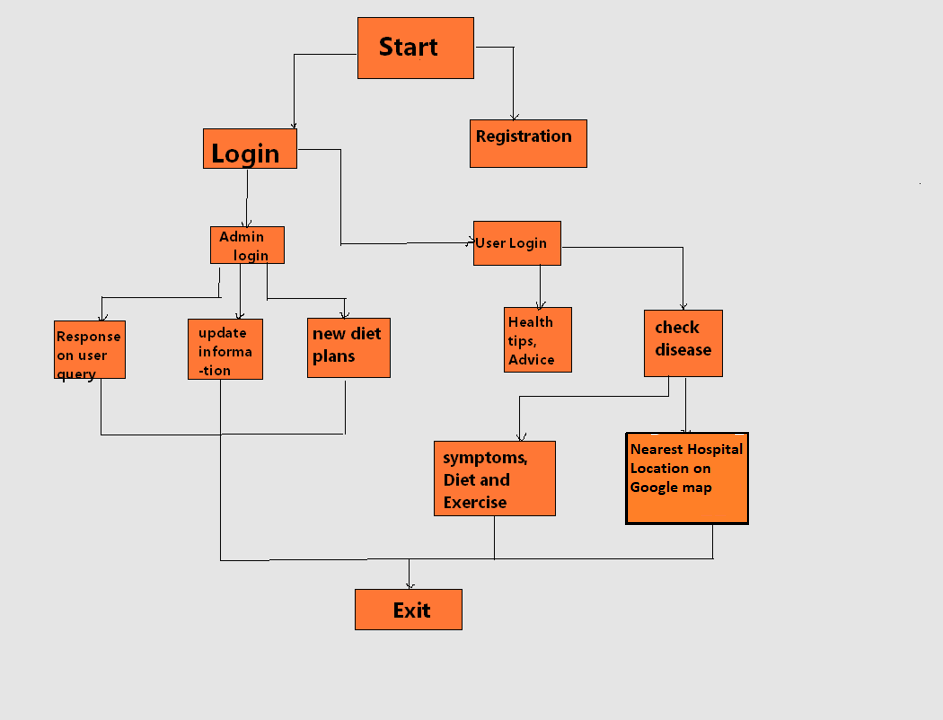 Start
Registration
Login
Admin
login
User Login
Response
on user
query
update
informa
-tion
new diet
plans
Health
tips,
Advice
check
disease
symptoms,
Diet and
Exercise
Nearest Hospital
Location on
Google map
Exit